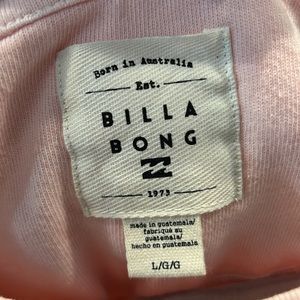 Born in Australia
Est.
BILLA
BONG
1973
made in guatemala/
fabriqué au
guatemala/
hecho en guatemala
L/G/G